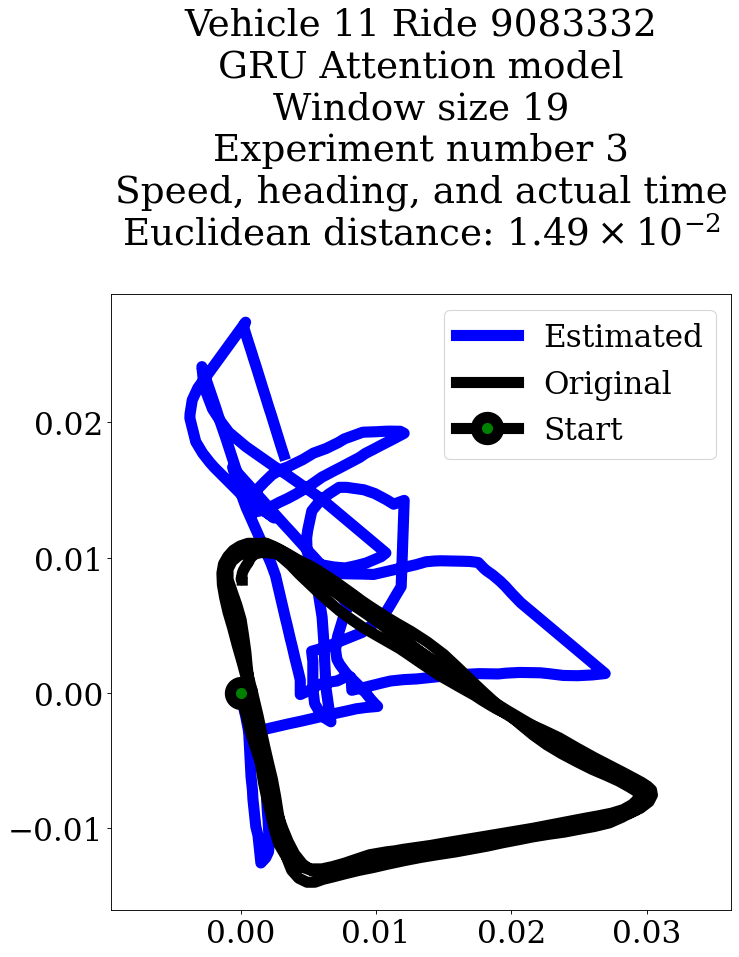 Vehicle 11 Ride 9083332
GRU Attention model
Window size 19
Experiment number 3
Speed, heading, and actual time
Euclidean distance: 1.49 × 10⁻²
Estimated
Original
Start
0.02
0.01
0.00
−0.01
0.00 0.01 0.02 0.03